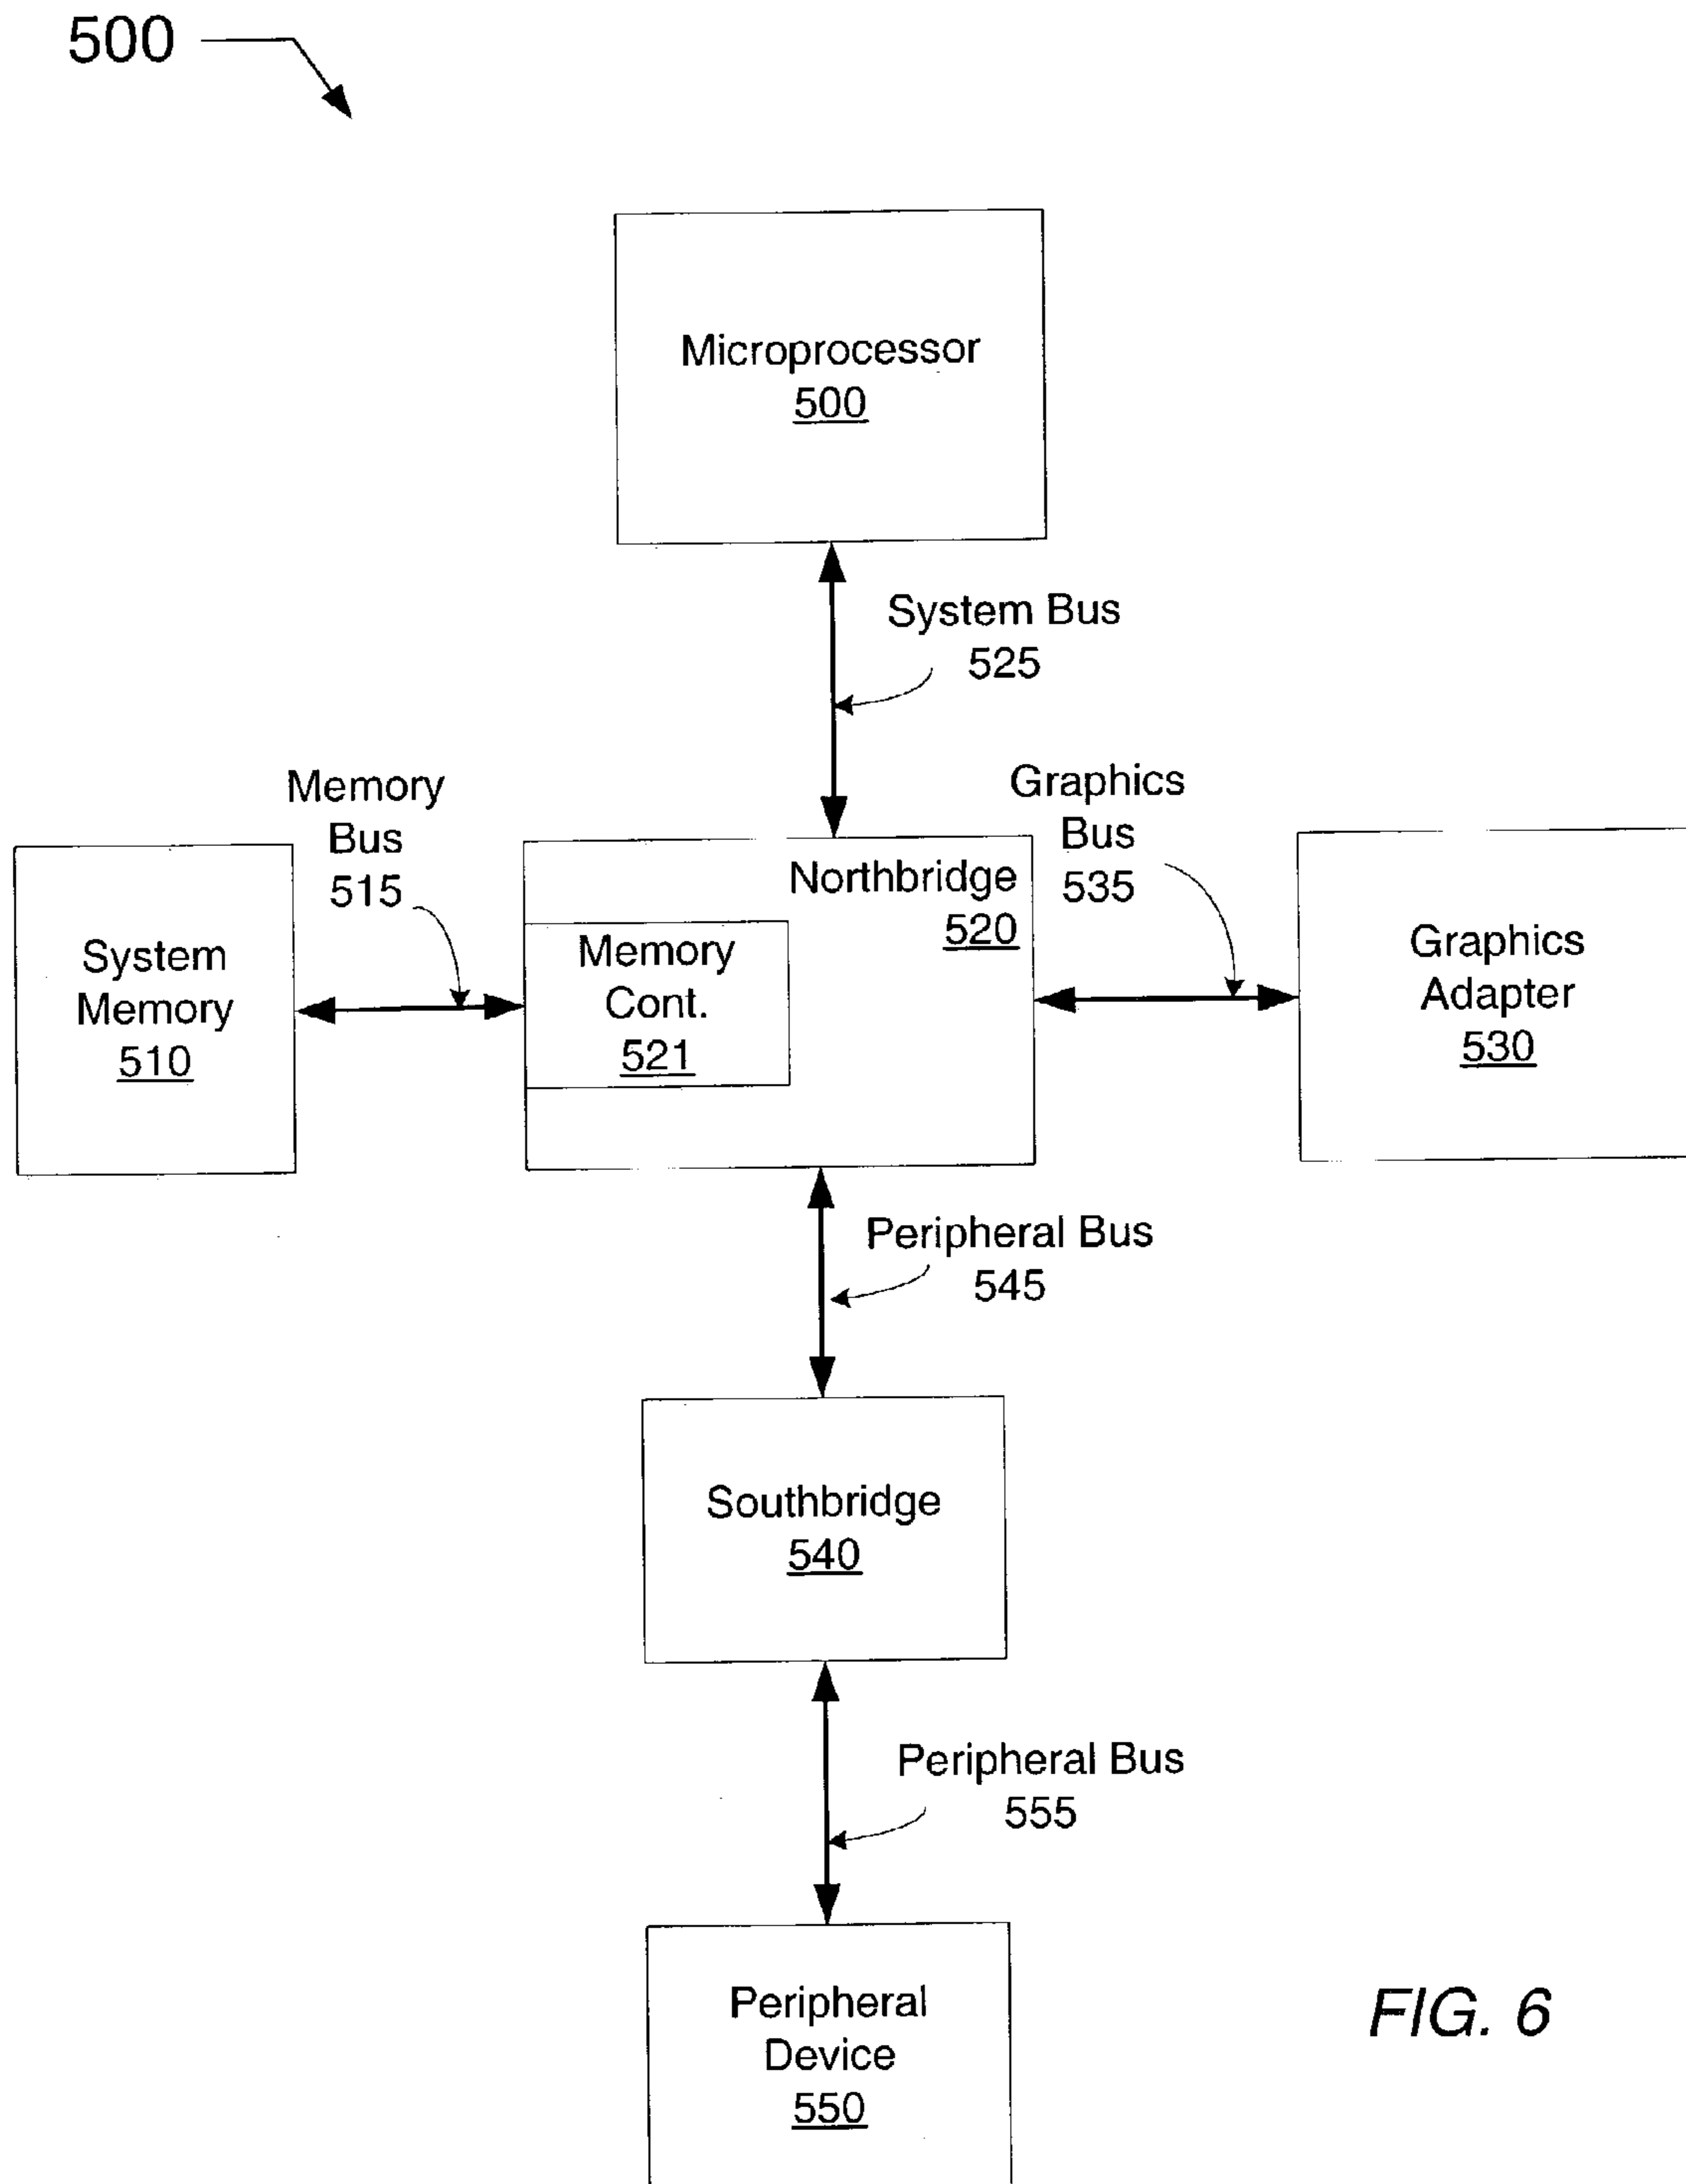 500
Microprocessor
500
System Bus
525
Memory
Bus
515
Graphics
Bus
535
System
Memory
510
Northbridge
520
Memory
Cont.
521
Graphics
Adapter
530
Peripheral Bus
545
Southbridge
540
Peripheral Bus
555
Peripheral
Device
550
FIG. 6